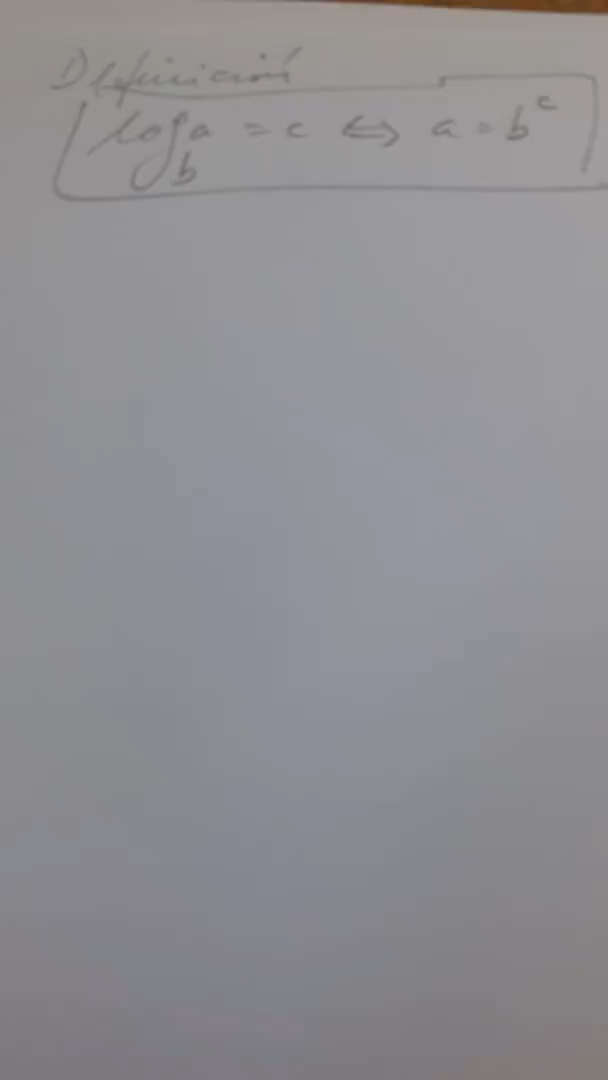 Definición
log_b a = c ⇔ a = b^c